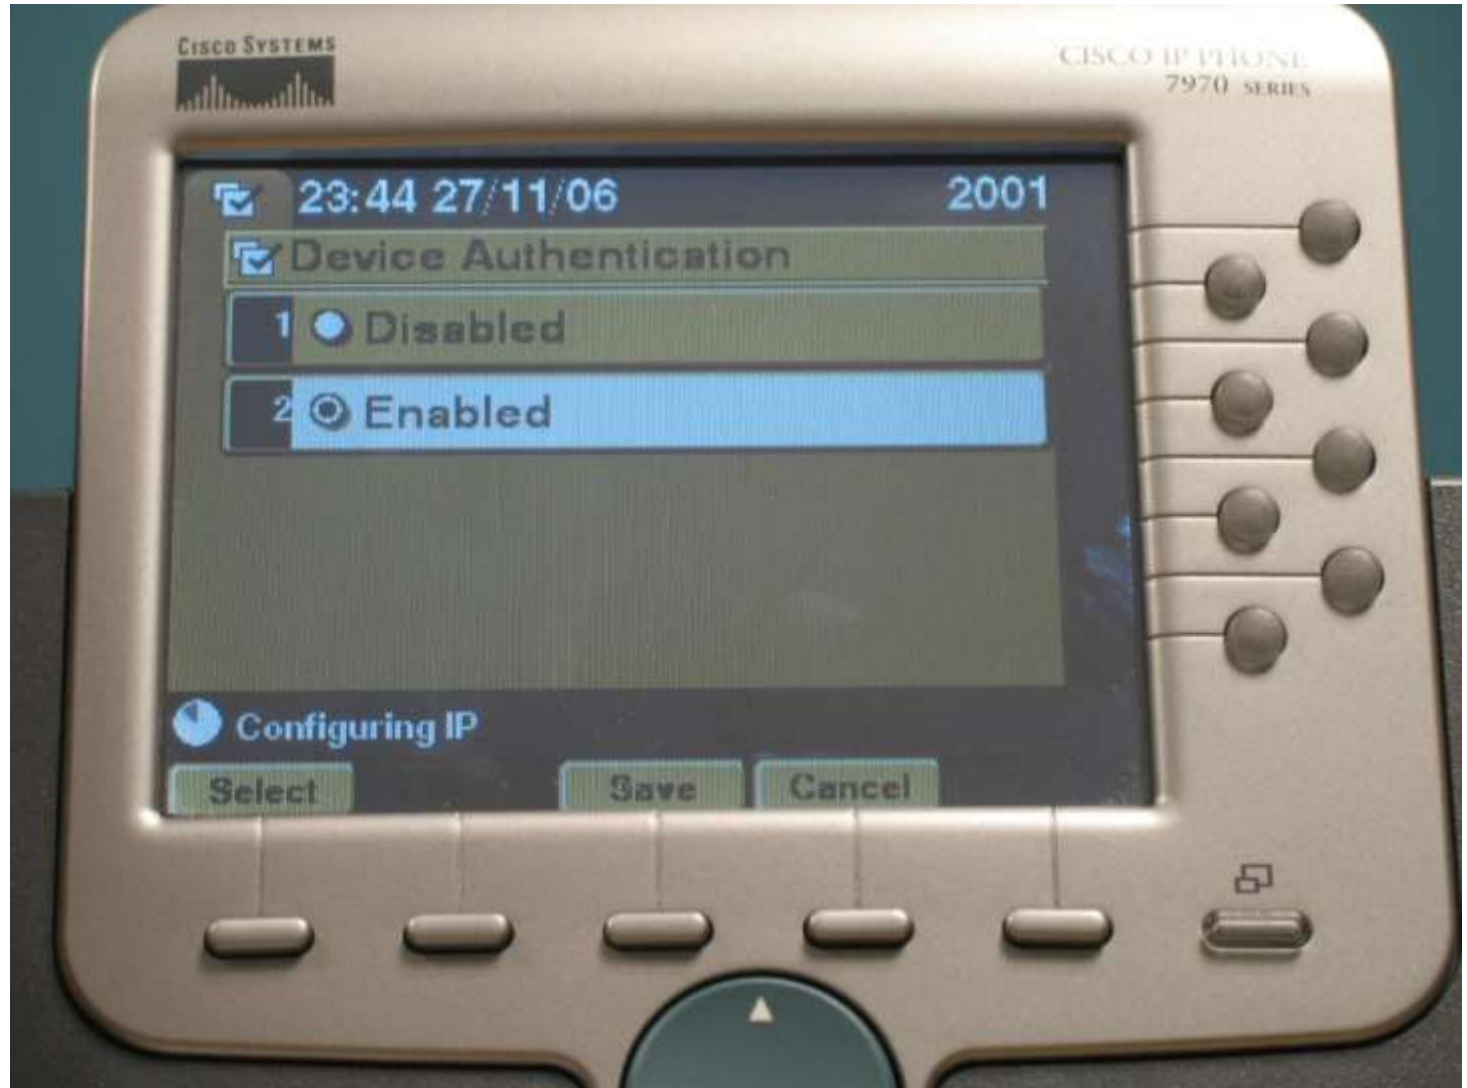 CISCO SYSTEMS
CISCO IP PHONE
7970 SERIES
23:44 27/11/06 2001
Device Authentication
1 Disabled
2 Enabled
Configuring IP
Select Save Cancel